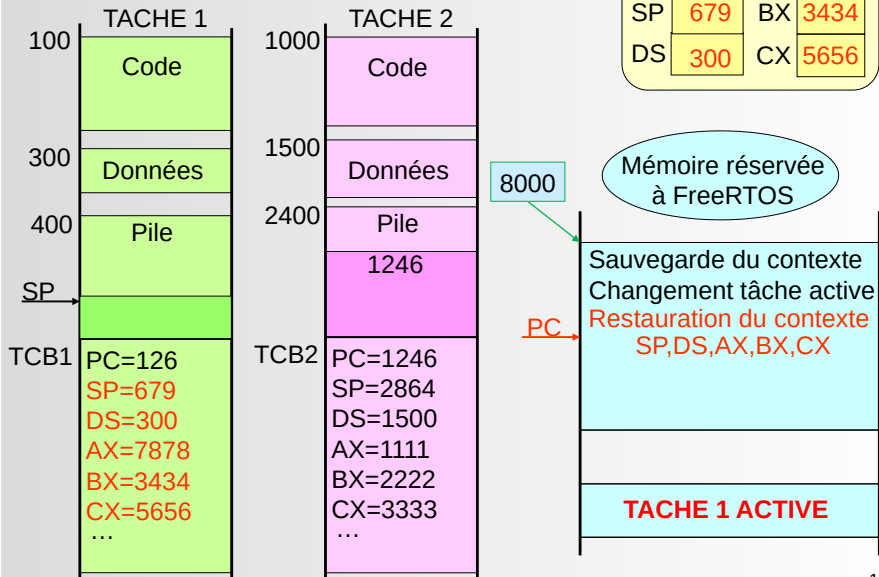 TACHE 1
100
Code
300
Données
400
Pile
SP
TCB1
PC=126
SP=679
DS=300
AX=7878
BX=3434
CX=5656
…
TACHE 2
1000
Code
1500
Données
2400
Pile
1246
TCB2
PC=1246
SP=2864
DS=1500
AX=1111
BX=2222
CX=3333
…
SP 679 BX 3434
DS 300 CX 5656
Mémoire réservée
à FreeRTOS
8000
Sauvegarde du contexte
Changement tâche active
PC
Restauration du contexte
SP,DS,AX,BX,CX
TACHE 1 ACTIVE